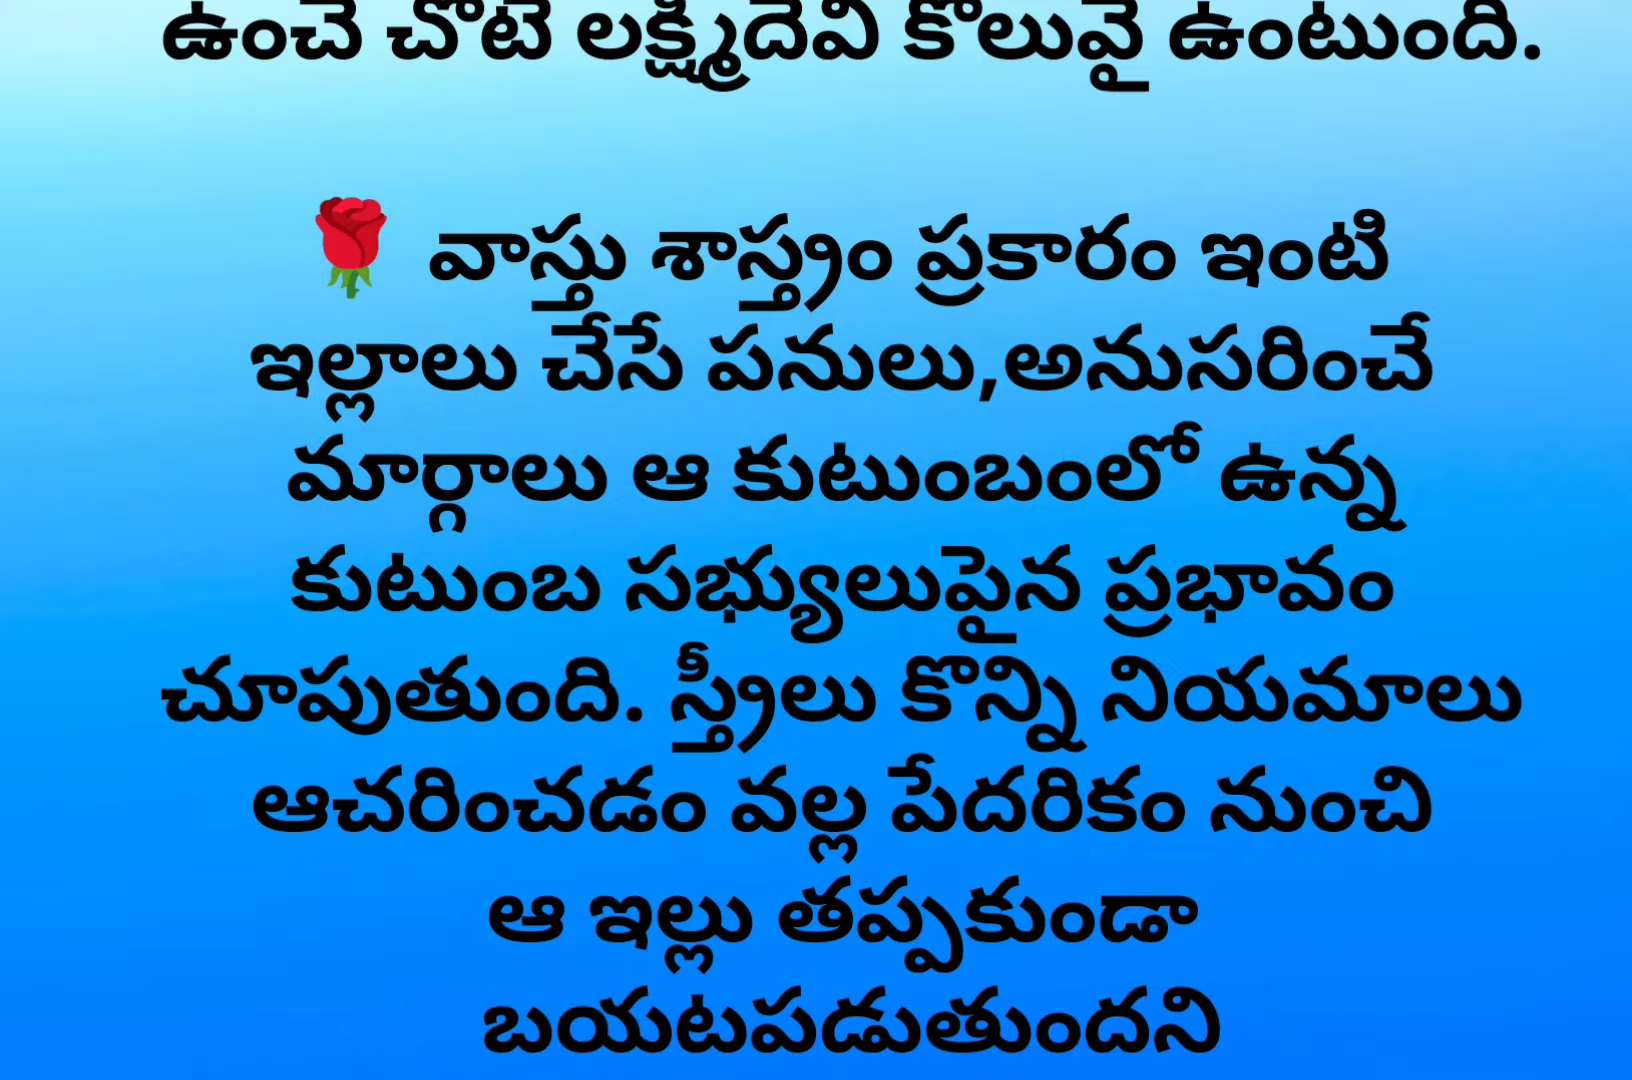 ఉంచే చోటే లక్ష్మిదేవి కొలువై ఉంటుంది.
🌹 వాస్తు శాస్త్రం ప్రకారం ఇంటి
ఇల్లాలు చేసే పనులు,అనుసరించే
మార్గాలు ఆ కుటుంబంలో ఉన్న
కుటుంబ సభ్యులుపైన ప్రభావం
చూపుతుంది. స్త్రీలు కొన్ని నియమాలు
ఆచరించడం వల్ల పేదరికం నుంచి
ఆ ఇల్లు తప్పకుండా
బయటపడుతుందని